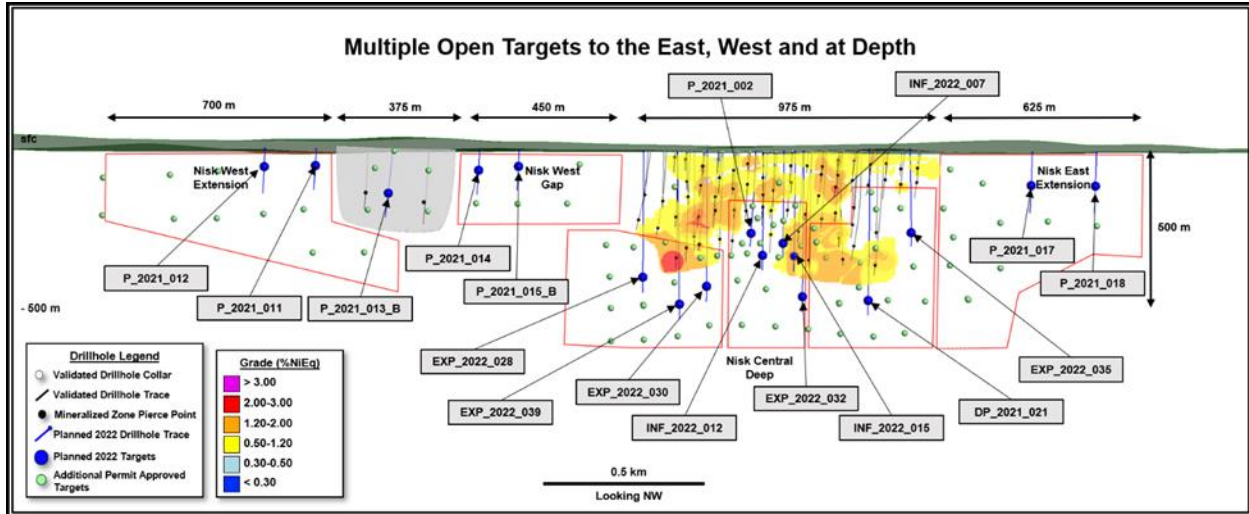 Multiple Open Targets to the East, West and at Depth
P_2021_002
INF_2022_007
700 m
375 m
450 m
975 m
625 m
sfc
Nisk West
Extension
Nisk West
Gap
Nisk East
Extension
500 m
P_2021_012
P_2021_011
P_2021_013_B
P_2021_014
P_2021_015_B
P_2021_017
P_2021_018
- 500 m
EXP_2022_028
EXP_2022_039
EXP_2022_030
INF_2022_012
Nisk Central
Deep
EXP_2022_032
INF_2022_015
DP_2021_021
EXP_2022_035
Drillhole Legend
Validated Drillhole Collar
Validated Drillhole Trace
Mineralized Zone Pierce Point
Planned 2022 Drillhole Trace
Planned 2022 Targets
Additional Permit Approved
Targets
Grade (%NiEq)
> 3.00
2.00-3.00
1.20-2.00
0.50-1.20
0.30-0.50
< 0.30
0.5 km
Looking NW